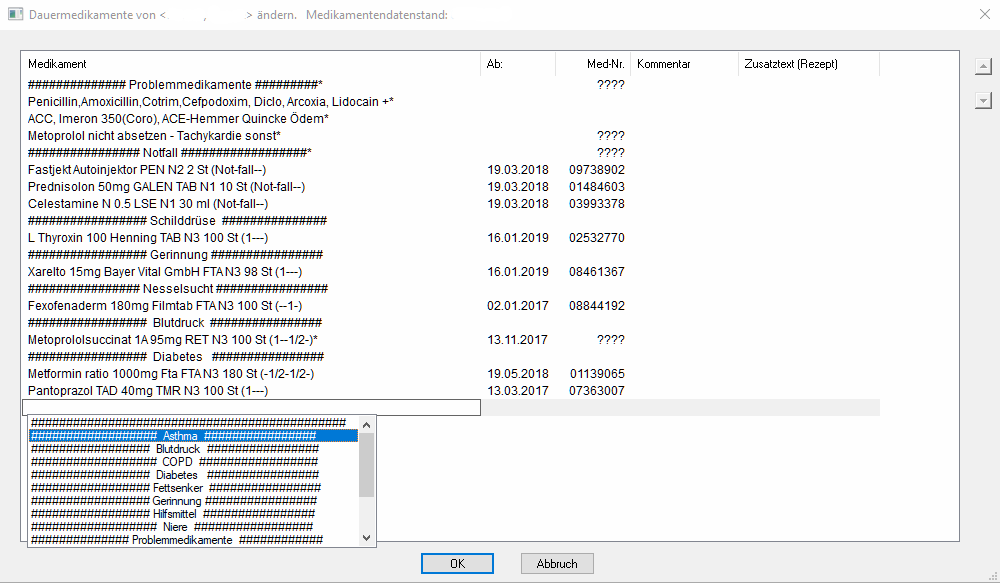 Dauermedikamente von < , > ändern. Medikamentendatenstand:
Medikament Ab: Med-Nr. Kommentar Zusatztext (Rezept)
############## Problemmedikamente #########* ????
Penicillin,Amoxicillin,Cotrim,Cefpodoxim, Diclo, Arcoxia, Lidocain +*
ACC, Imeron 350(Coro), ACE-Hemmer Quincke Ödem*
Metoprolol nicht absetzen - Tachykardie sonst* ????
################ Notfall ##################* ????
Fastjekt Autoinjektor PEN N2 2 St (Not-fall--) 19.03.2018 09738902
Prednisolon 50mg GALEN TAB N1 10 St (Not-fall--) 19.03.2018 01484603
Celestamine N 0.5 LSE N1 30 ml (Not-fall--) 19.03.2018 03993378
################# Schilddrüse ###############
L Thyroxin 100 Henning TAB N3 100 St (1---) 16.01.2019 02532770
################# Gerinnung ################
Xarelto 15mg Bayer Vital GmbH FTA N3 98 St (1---) 16.01.2019 08461367
################ Nesselsucht ################
Fexofenaderm 180mg Filmtab FTA N3 100 St (--1-) 02.01.2017 08844192
################# Blutdruck ################
Metoprololsuccinat 1A 95mg RET N3 100 St (1--1/2-)* 13.11.2017 ????
################# Diabetes ################
Metformin ratio 1000mg Fta FTA N3 180 St (-1/2-1/2-) 19.05.2018 01139065
Pantoprazol TAD 40mg TMR N3 100 St (1---) 13.03.2017 07363007
#############################################
################## Asthma ################
################# Blutdruck ################
################## COPD #################
################# Diabetes ################
################# Fettsenker ################
################# Gerinnung ################
################# Hilfsmittel ################
################## Niere #################
############## Problemmedikamente ############
OK Abbruch